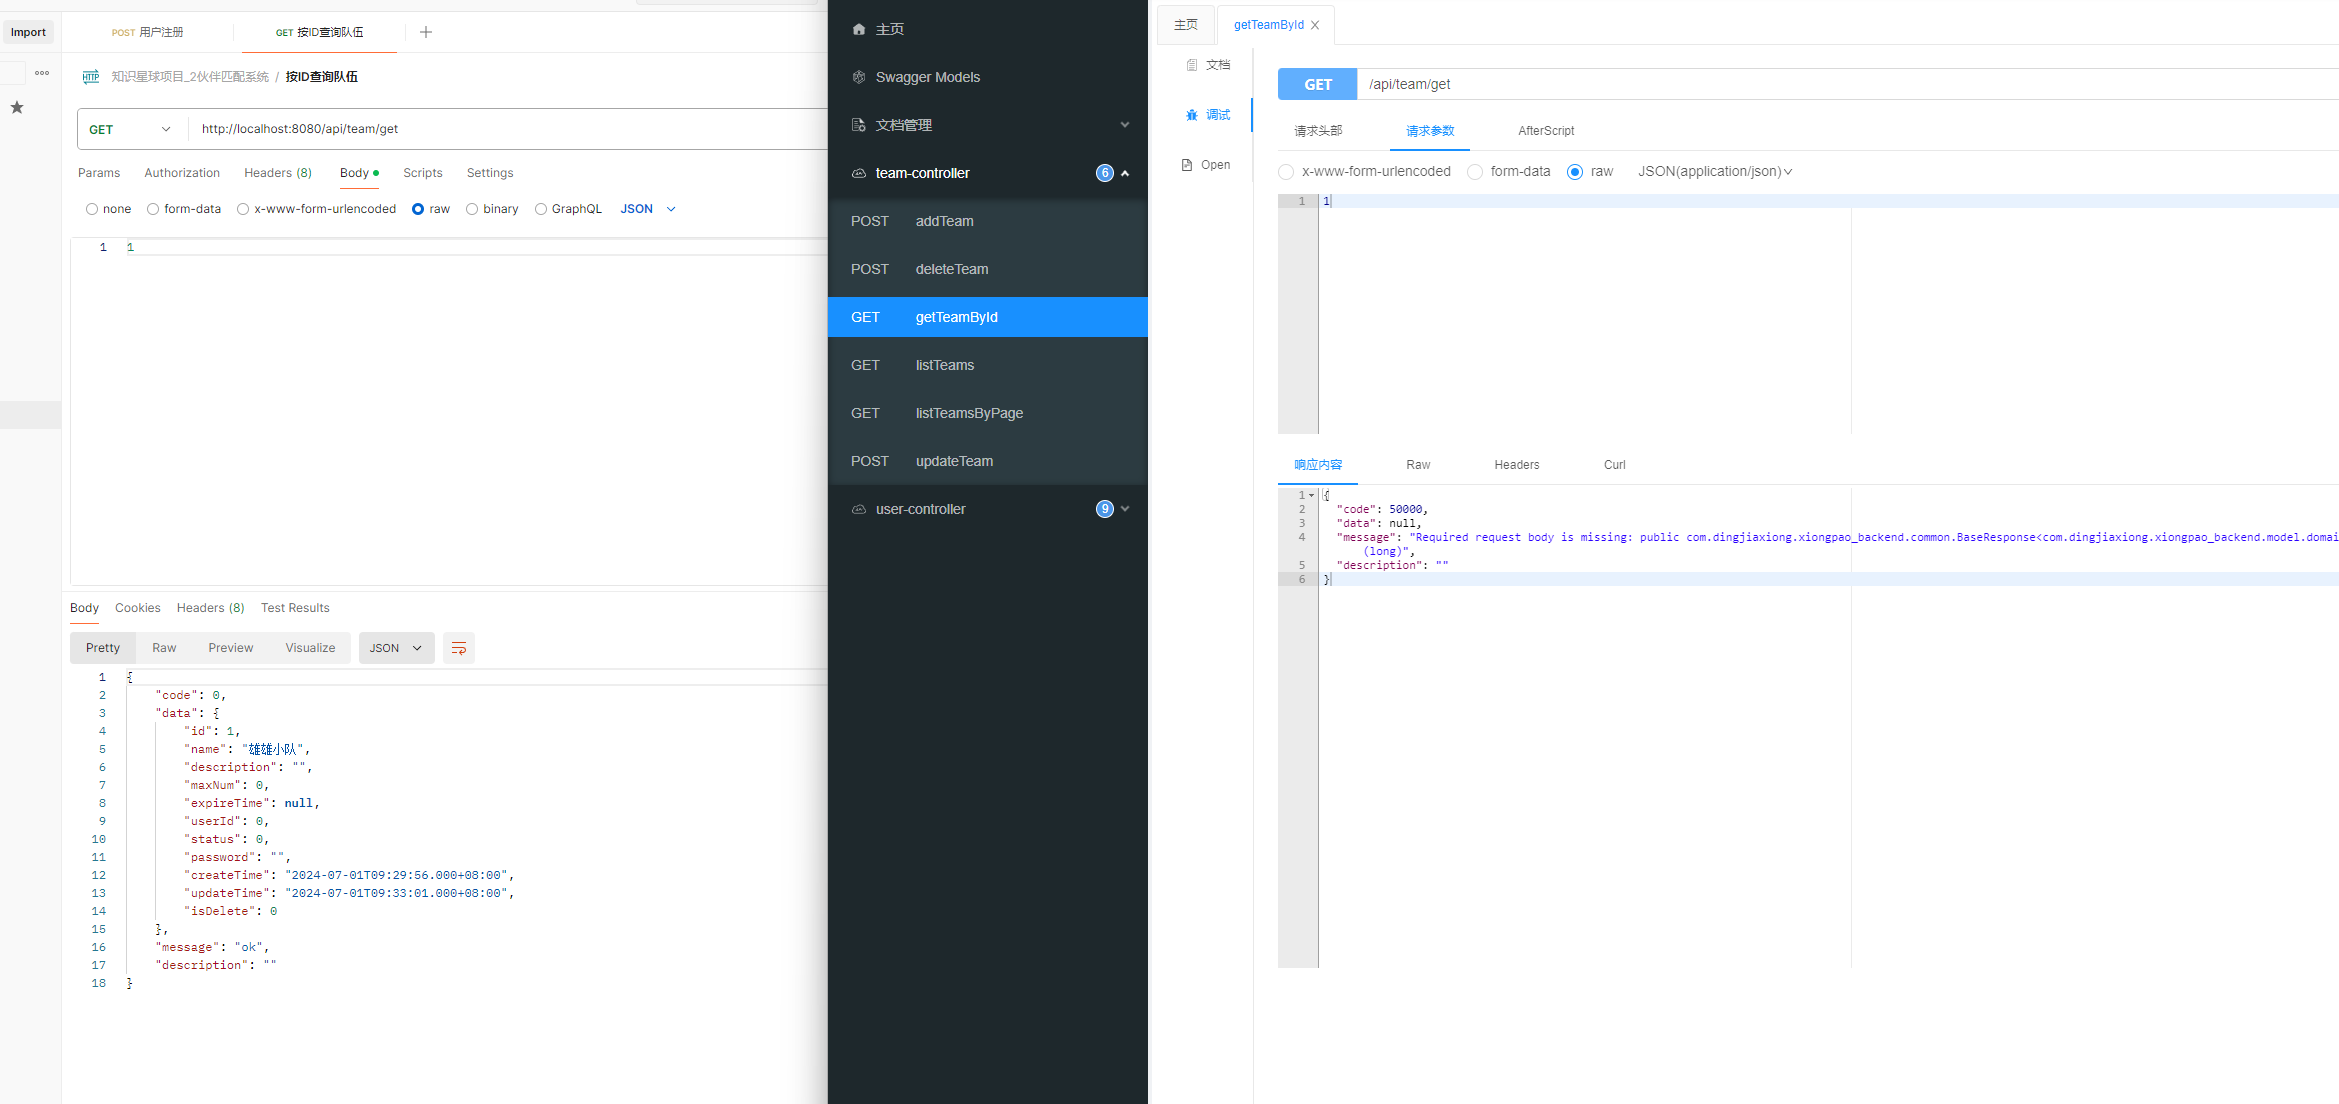 Import
POST 用户注册
GET 按ID查询队伍
知识星球项目_2伙伴匹配系统 / 按ID查询队伍
GET
http://localhost:8080/api/team/get
Params
Authorization
Headers (8)
Body
Scripts
Settings
none
form-data
x-www-form-urlencoded
raw
binary
GraphQL
JSON
1 1
Body
Cookies
Headers (8)
Test Results
Pretty
Raw
Preview
Visualize
JSON
1 {
2 "code": 0,
3 "data": {
4 "id": 1,
5 "name": "雄雄小队",
6 "description": "",
7 "maxNum": 0,
8 "expireTime": null,
9 "userId": 0,
10 "status": 0,
11 "password": "",
12 "createTime": "2024-07-01T09:29:56.000+08:00",
13 "updateTime": "2024-07-01T09:33:01.000+08:00",
14 "isDelete": 0
15 },
16 "message": "ok",
17 "description": ""
18 }
主页
Swagger Models
文档管理
team-controller 6
POST addTeam
POST deleteTeam
GET getTeamById
GET listTeams
GET listTeamsByPage
POST updateTeam
user-controller 9
主页
getTeamById
文档
调试
Open
GET /api/team/get
请求头部
请求参数
AfterScript
x-www-form-urlencoded
form-data
raw
JSON(application/json)
1 1
响应内容
Raw
Headers
Curl
1 {
2 "code": 50000,
3 "data": null,
4 "message": "Required request body is missing: public com.dingjiaxiong.xiongpao_backend.common.BaseResponse<com.dingjiaxiong.xiongpao_backend.model.domai
(long)",
5 "description": ""
6 }